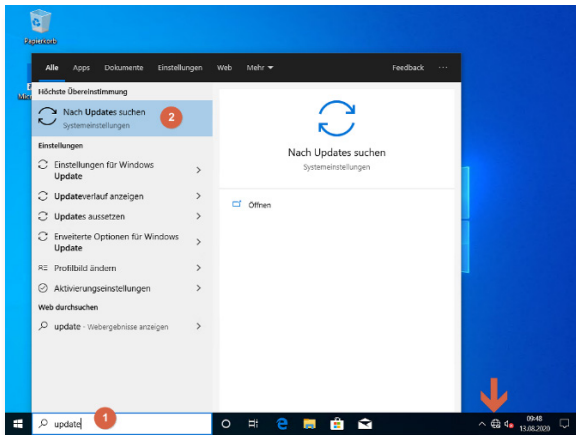 Papierkorb
Alle Apps Dokumente Einstellungen Web Mehr Feedback ...
Höchste Übereinstimmung
Nach Updates suchen
Systemeinstellungen
2
Einstellungen
Einstellungen für Windows
Update
Updateverlauf anzeigen
Updates aussetzen
Erweiterte Optionen für Windows
Update
Profilbild ändern
Aktivierungseinstellungen
Web durchsuchen
update - Webergebnisse anzeigen
Nach Updates suchen
Systemeinstellungen
Öffnen
update
1
09:48
13.08.2020